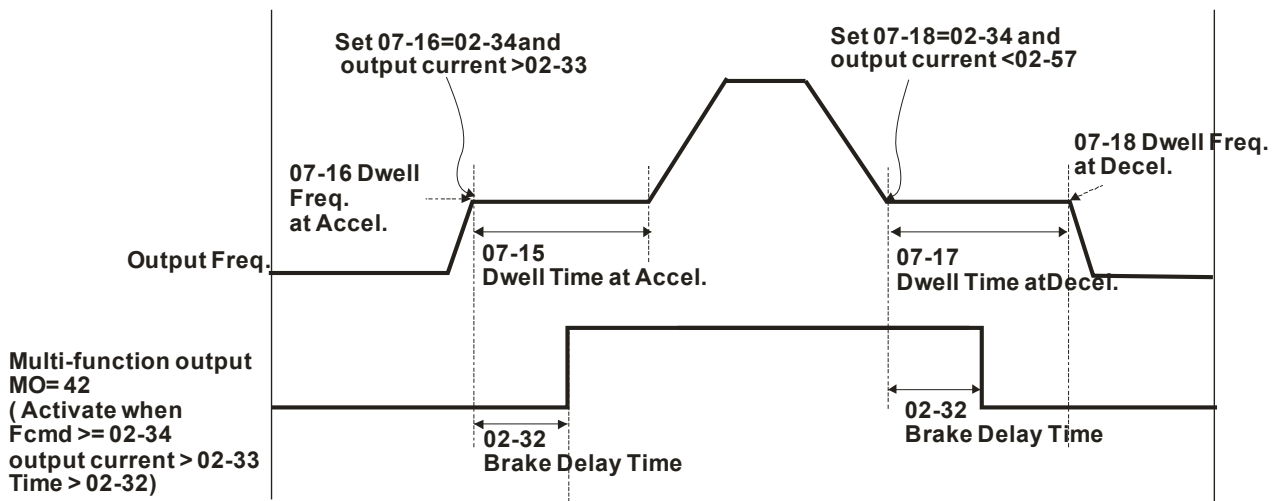 Set 07-16=02-34and
output current >02-33
Set 07-18=02-34 and
output current <02-57
07-16 Dwell
Freq.
at Accel.
07-18 Dwell Freq.
at Decel.
Output Freq.
07-15
Dwell Time at Accel.
07-17
Dwell Time atDecel.
Multi-function output
MO= 42
( Activate when
Fcmd >= 02-34
output current > 02-33
Time > 02-32)
02-32
Brake Delay Time
02-32
Brake Delay Time